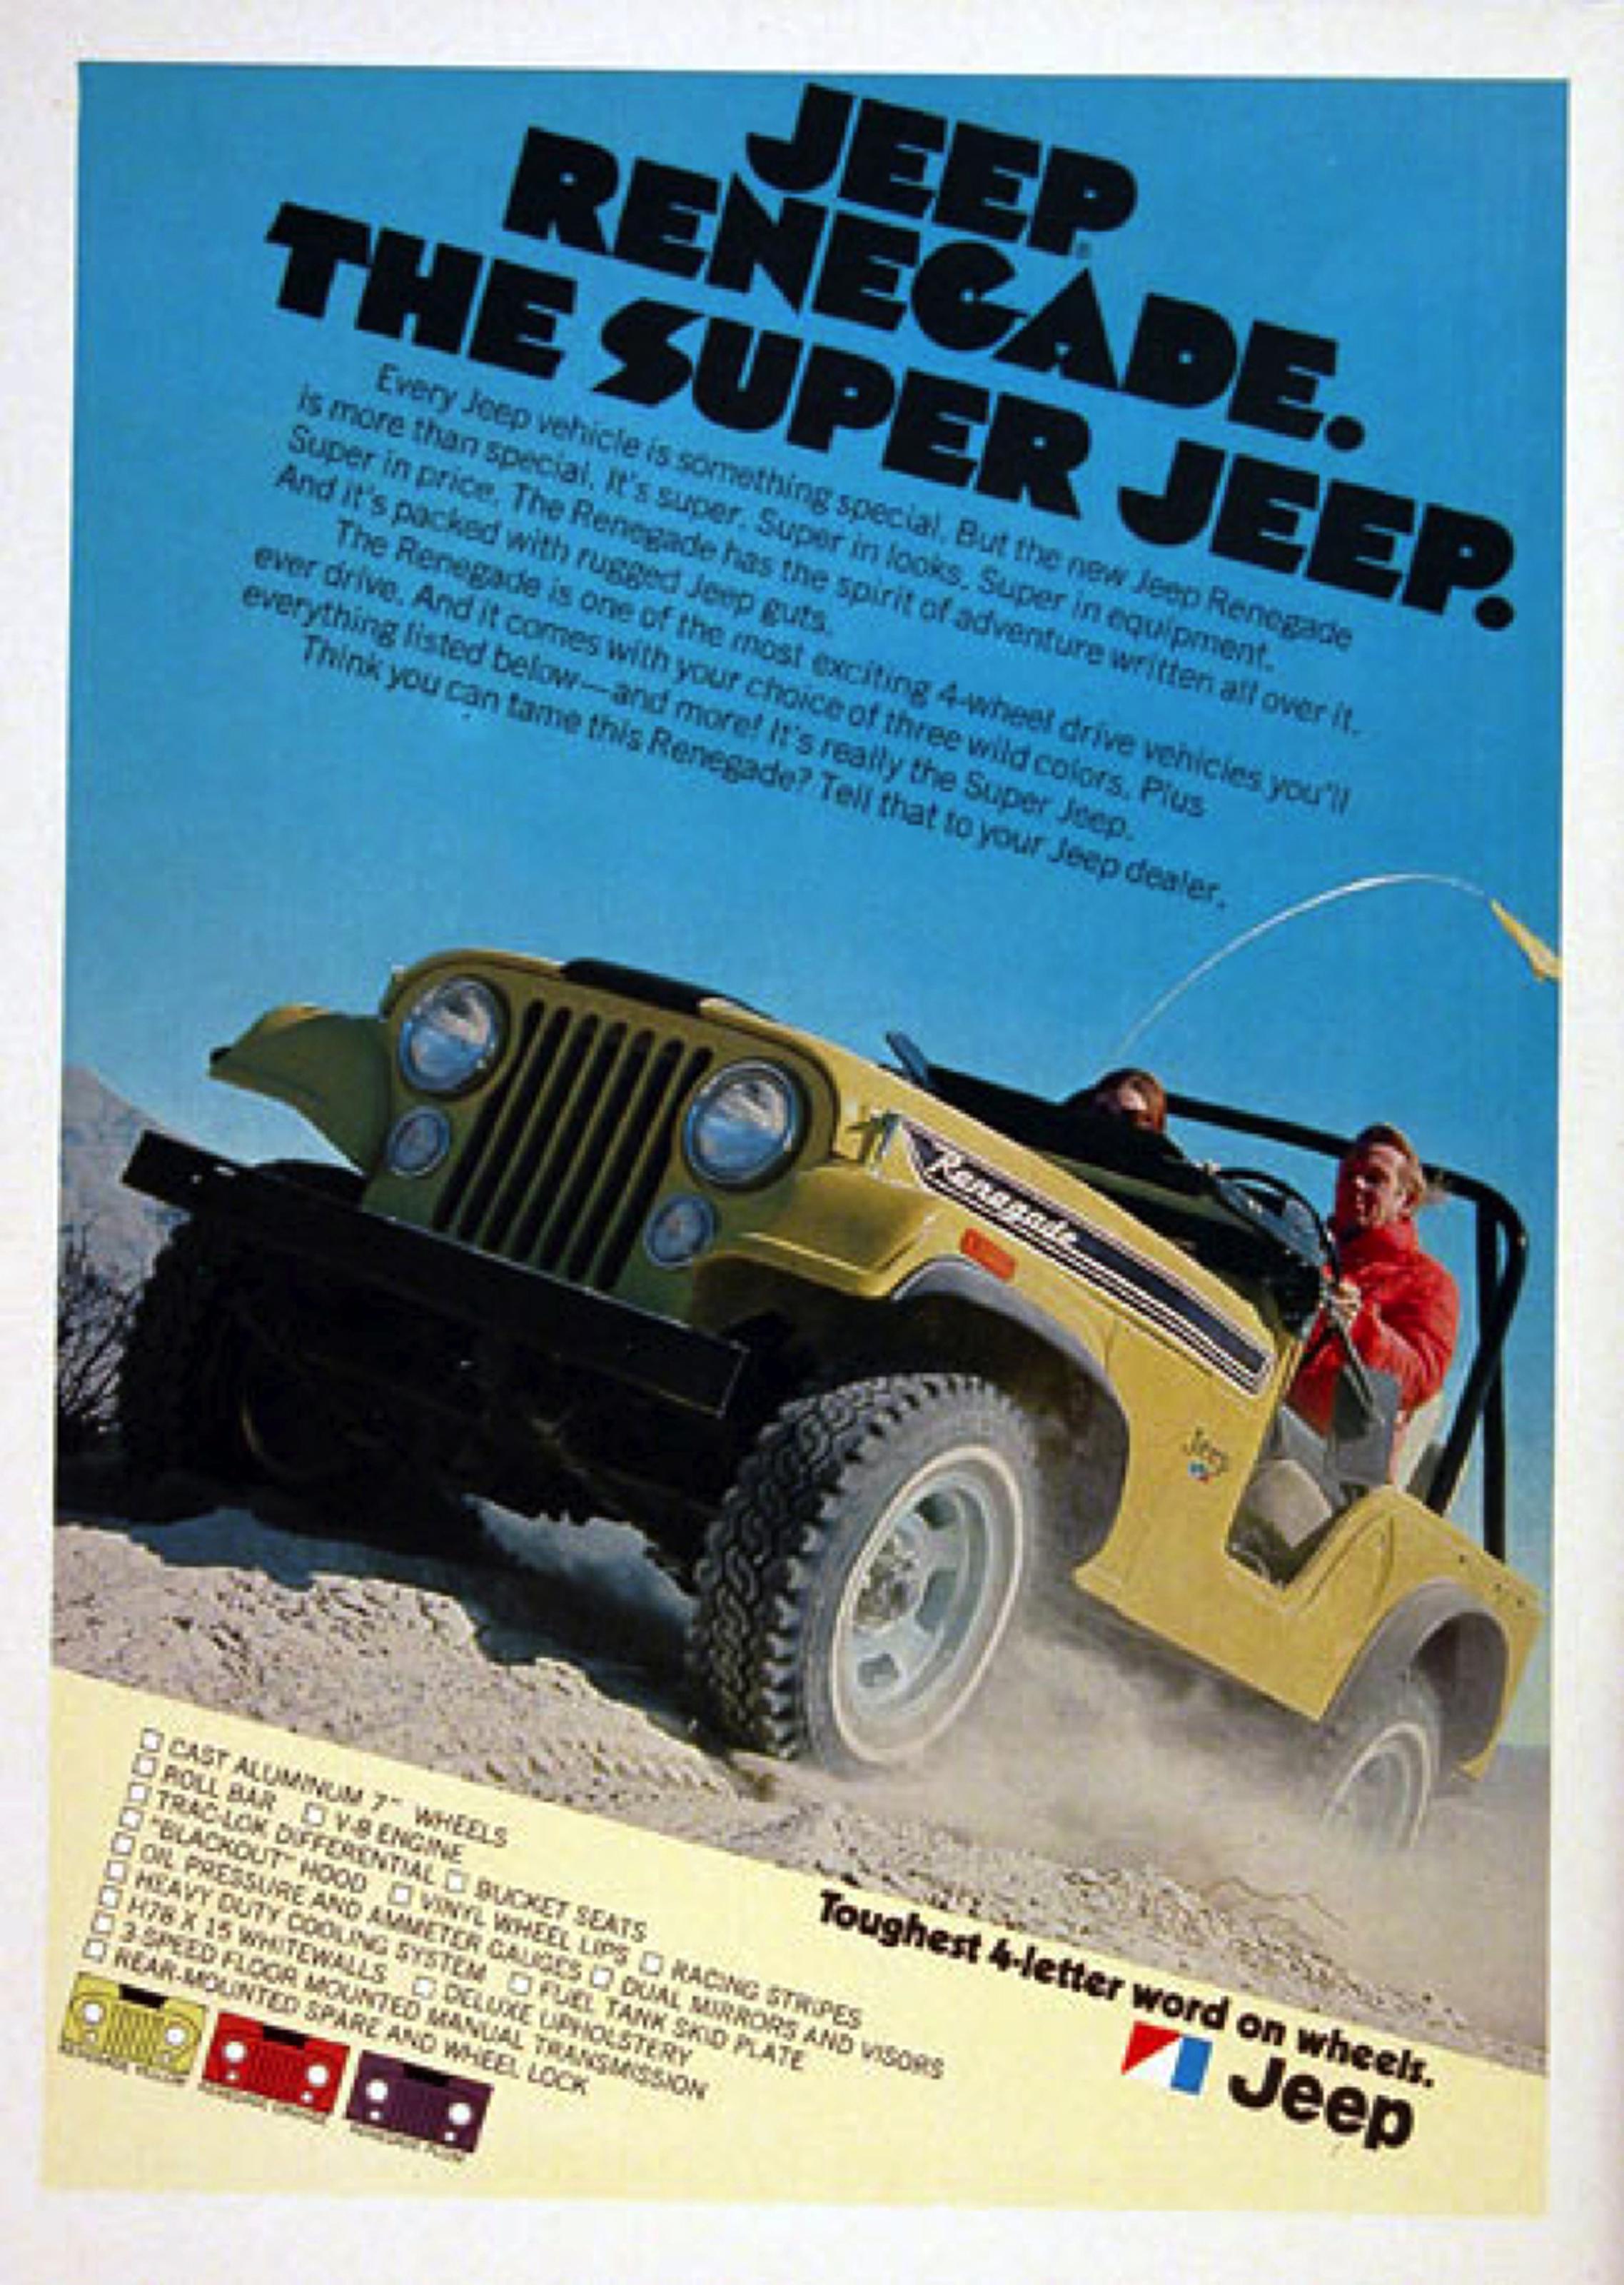 JEEP
RENEGADE.
THE SUPER JEEP.
Every Jeep vehicle is something special. But the new Jeep Renegade
is more than special. It's super. Super in looks. Super in equipment.
Super in price. The Renegade has the spirit of adventure written all over it.
And it's packed with rugged Jeep guts.
The Renegade is one of the most exciting 4-wheel drive vehicles you'll
ever drive. And it comes with your choice of three wild colors. Plus
everything listed below—and more! It's really the Super Jeep.
Think you can tame this Renegade? Tell that to your Jeep dealer.
Renegade
Jeep
☐ CAST ALUMINUM 7" WHEELS
☐ ROLL BAR ☐ V-8 ENGINE
☐ TRAC-LOK DIFFERENTIAL ☐ BUCKET SEATS
☐ "BLACKOUT" HOOD ☐ VINYL WHEEL LIPS ☐ RACING STRIPES
☐ OIL PRESSURE AND AMMETER GAUGES ☐ DUAL MIRRORS AND VISORS
☐ HEAVY DUTY COOLING SYSTEM ☐ FUEL TANK SKID PLATE
☐ H78 X 15 WHITEWALLS ☐ DELUXE UPHOLSTERY
☐ 3-SPEED FLOOR MOUNTED MANUAL TRANSMISSION
☐ REAR-MOUNTED SPARE AND WHEEL LOCK
Toughest 4-letter word on wheels.
Jeep